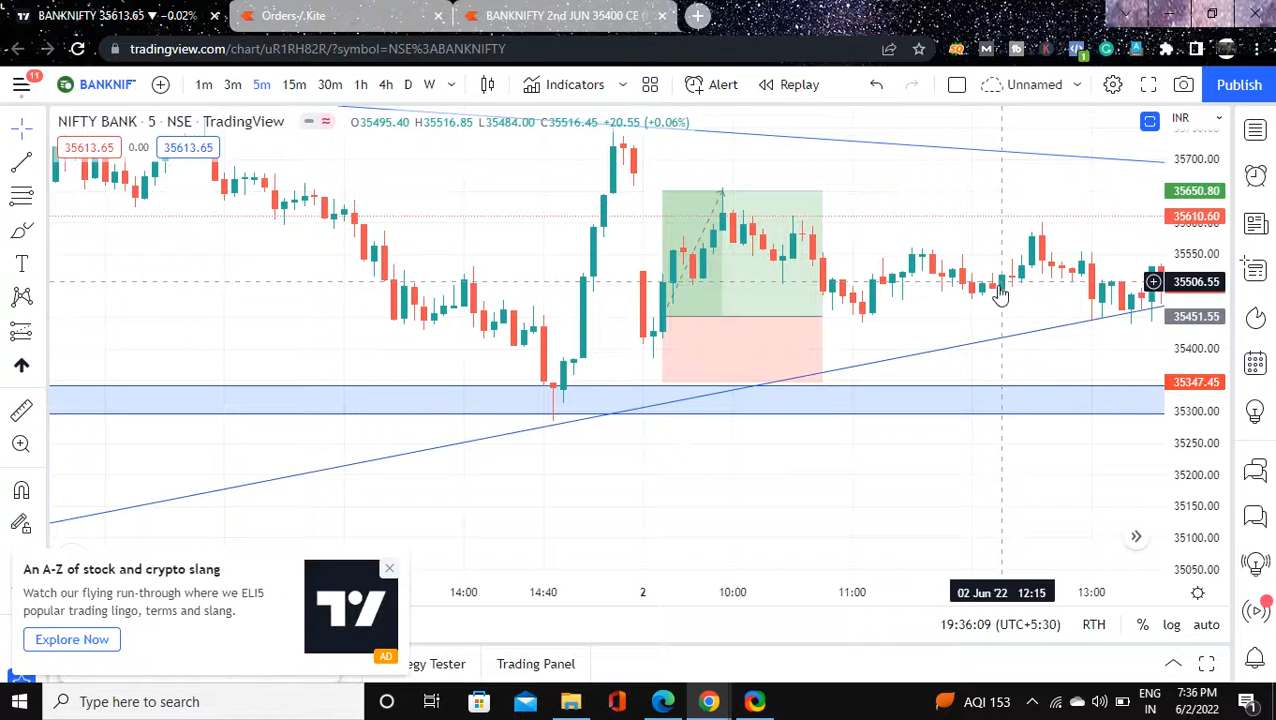 BANKNIFTY 35613.65 ▼ −0.02%
Orders / Kite
BANKNIFTY 2nd JUN 35400 CE (
tradingview.com/chart/uR1RH82R/?symbol=NSE%3ABANKNIFTY
1
11
BANKNIF
1m 3m 5m 15m 30m 1h 4h D W
Indicators
Alert
Replay
Unnamed
Publish
NIFTY BANK · 5 · NSE · TradingView
O35495.40 H35516.85 L35484.00 C35516.45 +20.55 (+0.06%)
INR
35613.65 0.00 35613.65
35700.00
35650.80
35610.60
35550.00
35506.55
35451.55
35400.00
35347.45
35300.00
35250.00
35200.00
35150.00
35100.00
35050.00
An A-Z of stock and crypto slang
Watch our flying run-through where we ELI5
popular trading lingo, terms and slang.
Explore Now
AD
14:00 14:40 2 10:00 11:00 02 Jun '22 12:15 13:00
19:36:09 (UTC+5:30) RTH % log auto
egy Tester Trading Panel
Type here to search
AQI 153
ENG
IN
7:36 PM
6/2/2022
1